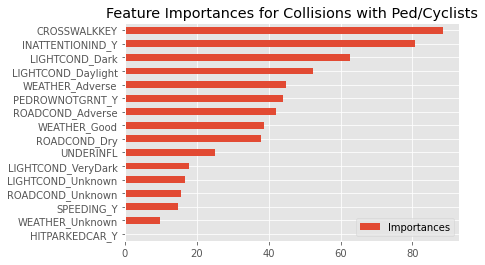 Feature Importances for Collisions with Ped/Cyclists
CROSSWALKKEY
INATTENTIONIND_Y
LIGHTCOND_Dark
LIGHTCOND_Daylight
WEATHER_Adverse
PEDROWNOTGRNT_Y
ROADCOND_Adverse
WEATHER_Good
ROADCOND_Dry
UNDERINFL
LIGHTCOND_VeryDark
LIGHTCOND_Unknown
ROADCOND_Unknown
SPEEDING_Y
WEATHER_Unknown
HITPARKEDCAR_Y
Importances
0 20 40 60 80